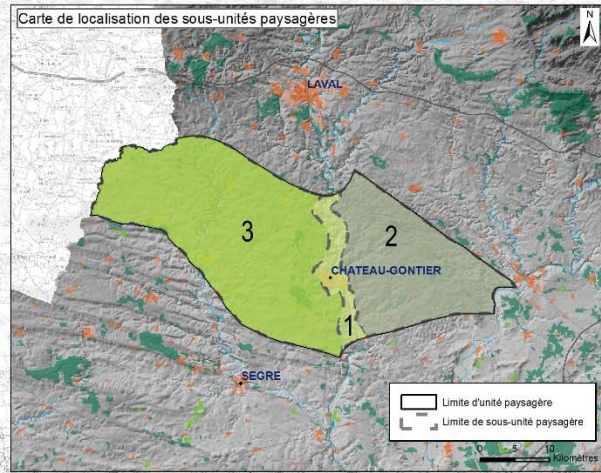 Carte de localisation des sous-unités paysagères
N
LAVAL
3
2
CHATEAU-GONTIER
1
SEGRE
Limite d'unité paysagère
Limite de sous-unité paysagère
0 5 10
Kilomètres